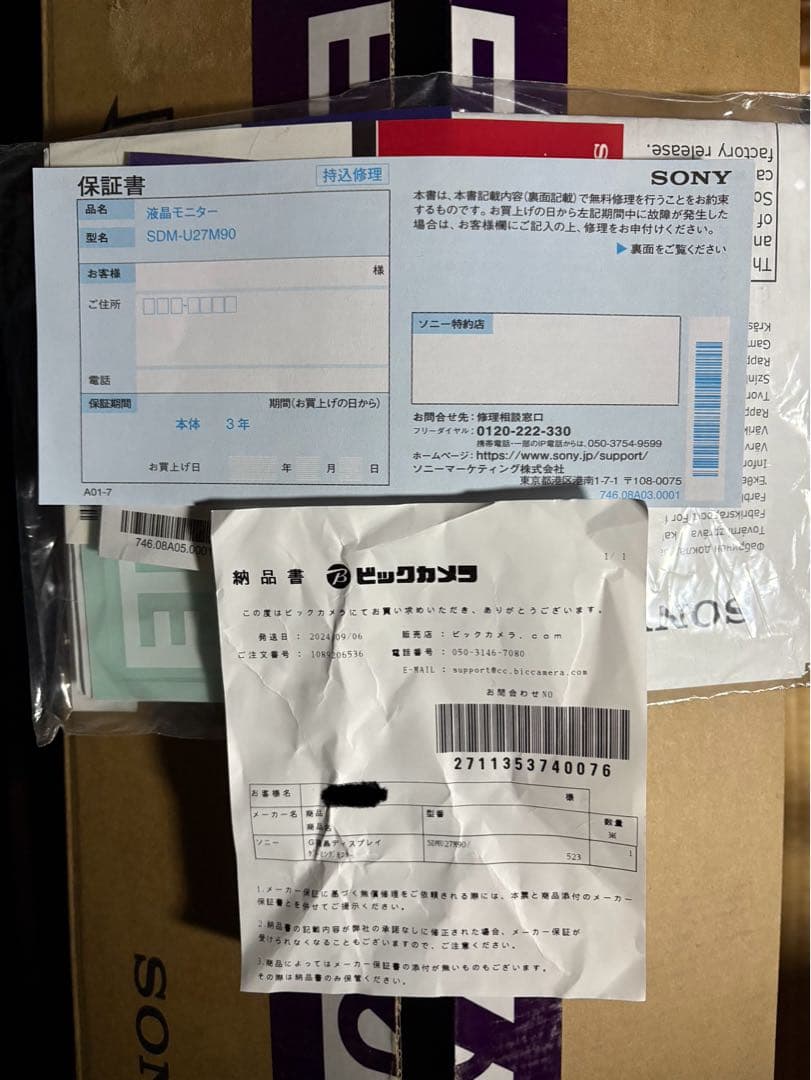 保証書
持込修理
品名 液晶モニター
型名 SDM-U27M90
お客様 様
ご住所
電話
保証期間 期間(お買上げの日から)
本体 3年
お買上げ日 年 月 日
A01-7
SONY
本書は、本書記載内容(裏面記載)で無料修理を行うことをお約束
するものです。お買上げの日から左記期間中に故障が発生した
場合は、お客様欄にご記入の上、修理をお申付けください。
▶裏面をご覧ください
ソニー特約店
お問合せ先：修理相談窓口
フリーダイヤル：0120-222-330
携帯電話・一部のIP電話からは、050-3754-9599
ホームページ：https://www.sony.jp/support/
ソニーマーケティング株式会社
東京都港区港南1-7-1 〒108-0075
746.08A03.0001
factory release.
746.08A05.0001
SONY
納品書 ビックカメラ
1/ 1
この度はビックカメラにてお買い求めいただき、ありがとうございます。
発送日 ： 2024/09/06 販売店 ： ビックカメラ.com
ご注文番号 ： 1089206536 電話番号 ： 050-3146-7080
E-MAIL ： support@cc.biccamera.com
お問合わせNO
2711353740076
お客様名 様
メーカー名 商品 型番 数量
商品名 ※
ソニー G液晶ディスプレイ SDMU27M90/ 1
ゲーミングモニター 523
1.メーカー保証に基づく無償修理をご依頼される際には、本票と商品添付のメーカー
保証書とを併せてご提示ください。
2.納品書の記載内容が弊社の承諾なしに修正された場合、メーカー保証が
受けられなくなることもございますので、ご注意ください。
3.商品によってはメーカー保証書の添付が無いものもございます。
その際は納品書のみ保管ください。
SON